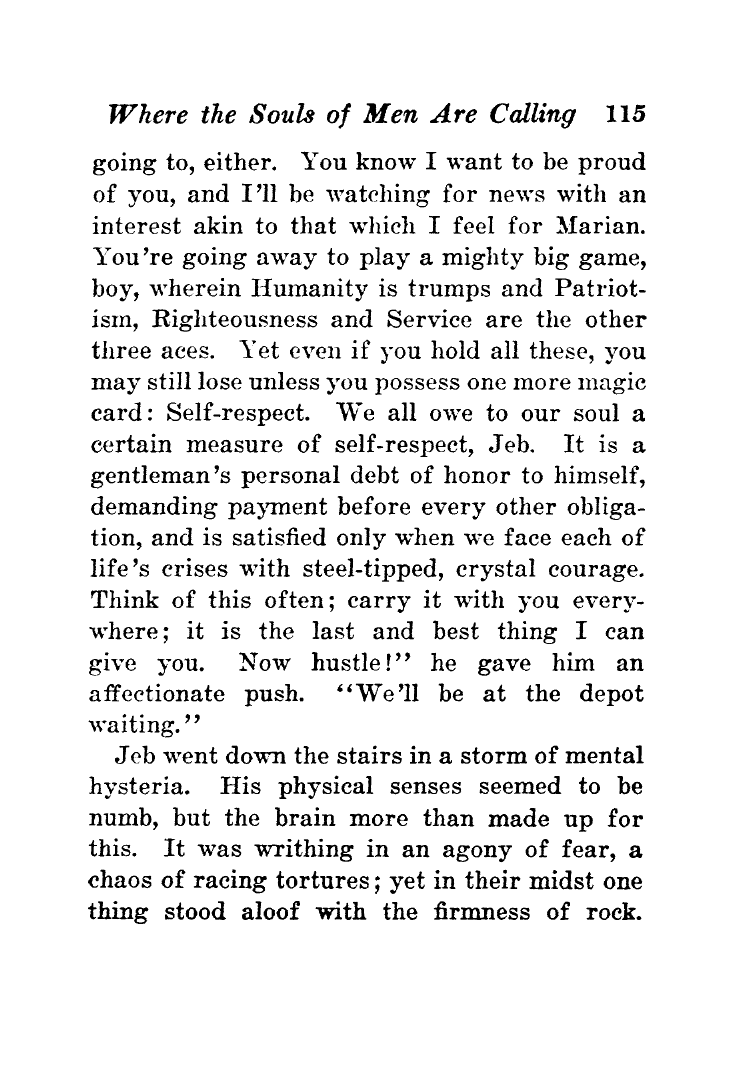 Where the Souls of Men Are Calling 115
going to, either. You know I want to be proud
of you, and I'll be watching for news with an
interest akin to that which I feel for Marian.
You're going away to play a mighty big game,
boy, wherein Humanity is trumps and Patriot-
ism, Righteousness and Service are the other
three aces. Yet even if you hold all these, you
may still lose unless you possess one more magic
card: Self-respect. We all owe to our soul a
certain measure of self-respect, Jeb. It is a
gentleman's personal debt of honor to himself,
demanding payment before every other obliga-
tion, and is satisfied only when we face each of
life's crises with steel-tipped, crystal courage.
Think of this often; carry it with you every-
where; it is the last and best thing I can
give you. Now hustle!" he gave him an
affectionate push. "We'll be at the depot
waiting."
Jeb went down the stairs in a storm of mental
hysteria. His physical senses seemed to be
numb, but the brain more than made up for
this. It was writhing in an agony of fear, a
chaos of racing tortures; yet in their midst one
thing stood aloof with the firmness of rock.